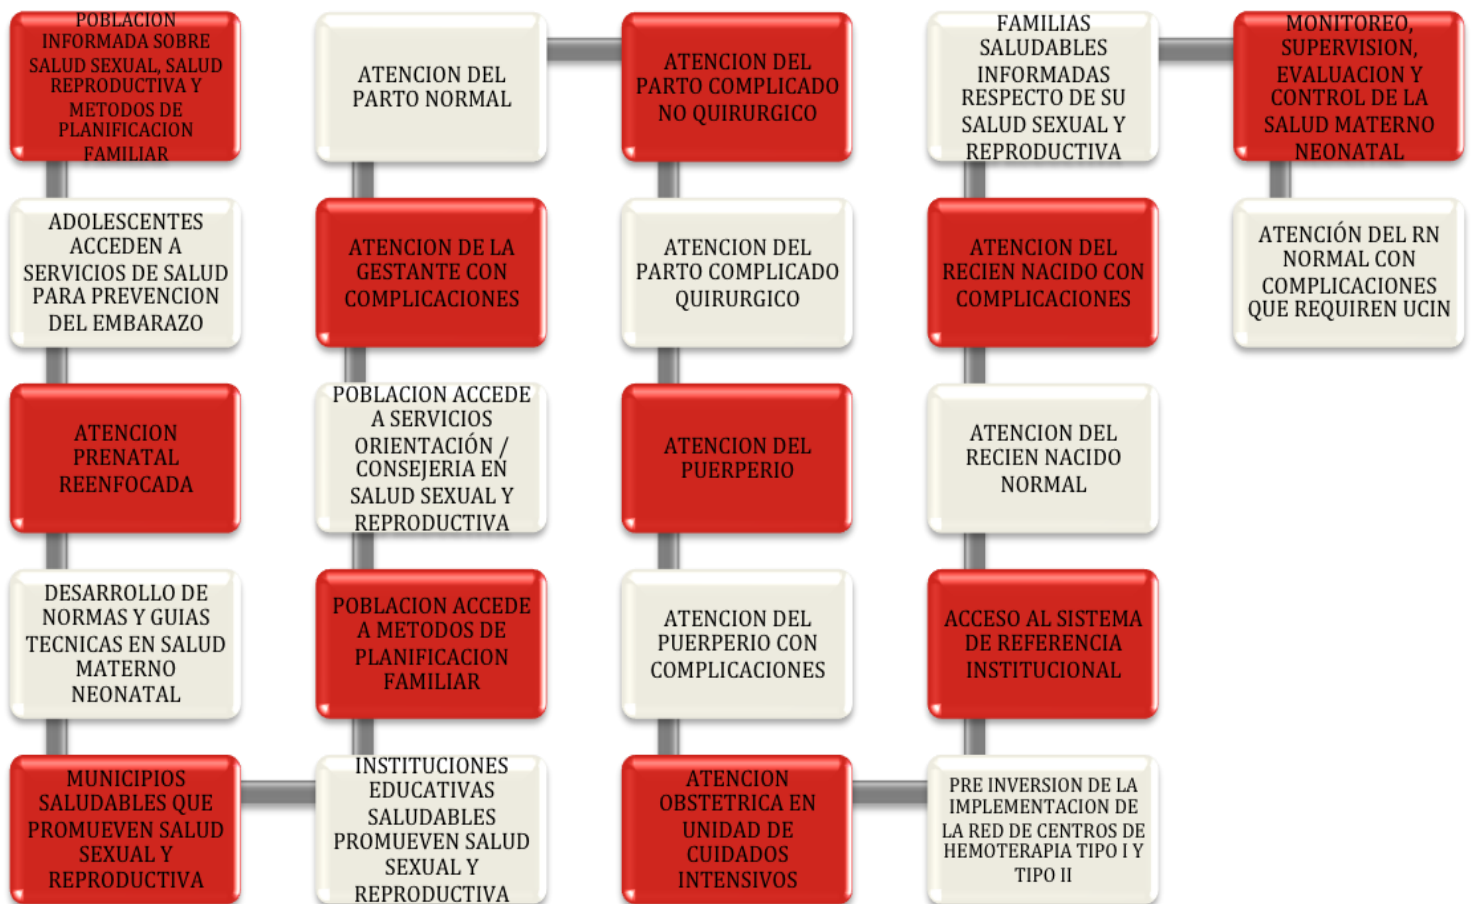 POBLACION
INFORMADA SOBRE
SALUD SEXUAL, SALUD
REPRODUCTIVA Y
METODOS DE
PLANIFICACION
FAMILIAR
ADOLESCENTES
ACCEDEN A
SERVICIOS DE SALUD
PARA PREVENCION
DEL EMBARAZO
ATENCION
PRENATAL
REENFOCADA
DESARROLLO DE
NORMAS Y GUIAS
TECNICAS EN SALUD
MATERNO
NEONATAL
MUNICIPIOS
SALUDABLES QUE
PROMUEVEN SALUD
SEXUAL Y
REPRODUCTIVA
INSTITUCIONES
EDUCATIVAS
SALUDABLES
PROMUEVEN SALUD
SEXUAL Y
REPRODUCTIVA
POBLACION ACCEDE
A METODOS DE
PLANIFICACION
FAMILIAR
POBLACION ACCEDE
A SERVICIOS
ORIENTACIÓN /
CONSEJERIA EN
SALUD SEXUAL Y
REPRODUCTIVA
ATENCION DE LA
GESTANTE CON
COMPLICACIONES
ATENCION DEL
PARTO NORMAL
ATENCION DEL
PARTO COMPLICADO
NO QUIRURGICO
ATENCION DEL
PARTO COMPLICADO
QUIRURGICO
ATENCION DEL
PUERPERIO
ATENCION DEL
PUERPERIO CON
COMPLICACIONES
ATENCION
OBSTETRICA EN
UNIDAD DE
CUIDADOS
INTENSIVOS
PRE INVERSION DE LA
IMPLEMENTACION DE
LA RED DE CENTROS DE
HEMOTERAPIA TIPO I Y
TIPO II
ACCESO AL SISTEMA
DE REFERENCIA
INSTITUCIONAL
ATENCION DEL
RECIEN NACIDO
NORMAL
ATENCION DEL
RECIEN NACIDO CON
COMPLICACIONES
FAMILIAS
SALUDABLES
INFORMADAS
RESPECTO DE SU
SALUD SEXUAL Y
REPRODUCTIVA
MONITOREO,
SUPERVISION,
EVALUACION Y
CONTROL DE LA
SALUD MATERNO
NEONATAL
ATENCIÓN DEL RN
NORMAL CON
COMPLICACIONES
QUE REQUIREN UCIN